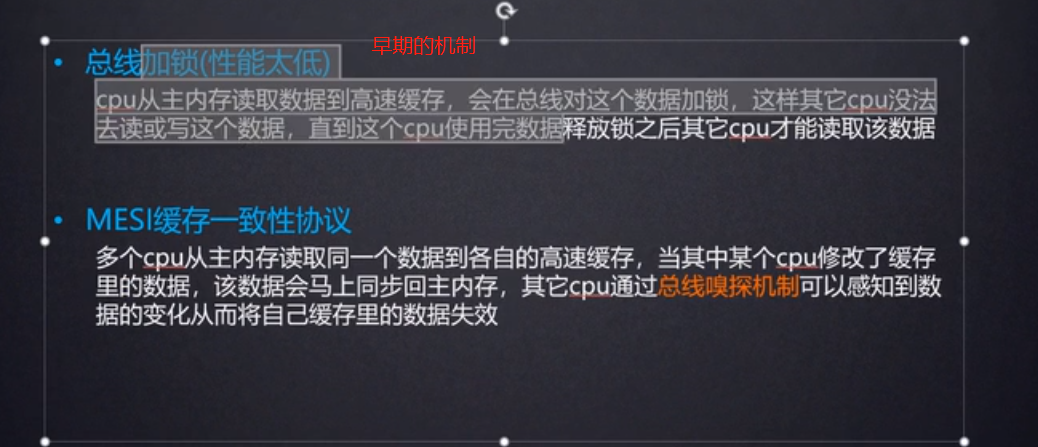 早期的机制
• 总线加锁(性能太低)
cpu从主内存读取数据到高速缓存，会在总线对这个数据加锁，这样其它cpu没法
去读或写这个数据，直到这个cpu使用完数据释放锁之后其它cpu才能读取该数据
• MESI缓存一致性协议
多个cpu从主内存读取同一个数据到各自的高速缓存，当其中某个cpu修改了缓存
里的数据，该数据会马上同步回主内存，其它cpu通过总线嗅探机制可以感知到数
据的变化从而将自己缓存里的数据失效